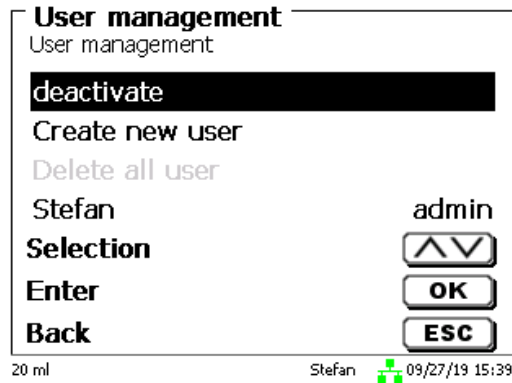 User management
User management
deactivate
Create new user
Delete all user
Stefan admin
Selection
Enter OK
Back ESC
20 ml Stefan 09/27/19 15:39